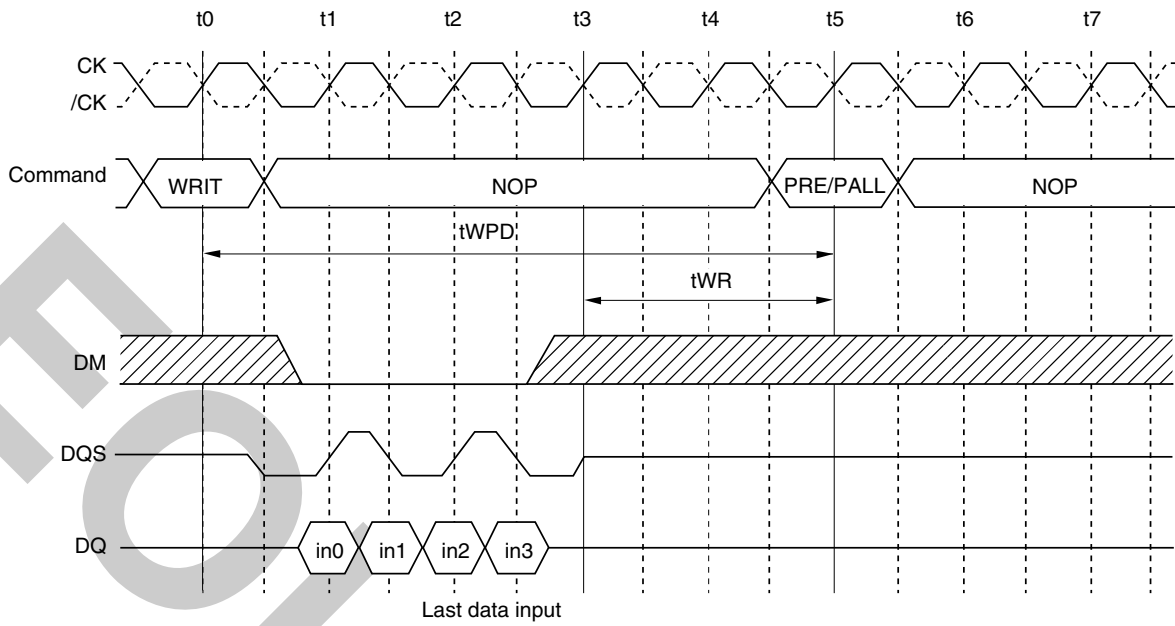 t0 t1 t2 t3 t4 t5 t6 t7
CK
/CK
Command WRIT NOP PRE/PALL NOP
tWPD
tWR
DM
DQS
DQ in0 in1 in2 in3
Last data input